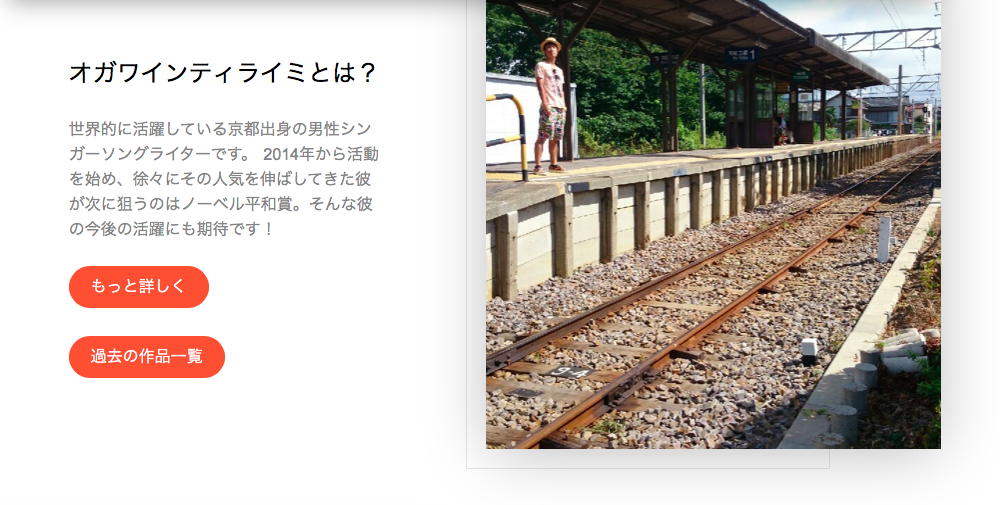 オガワインティライミとは？
世界的に活躍している京都出身の男性シン
ガーソングライターです。 2014年から活動
を始め、徐々にその人気を伸ばしてきた彼
が次に狙うのはノーベル平和賞。そんな彼
の今後の活躍にも期待です！
もっと詳しく
過去の作品一覧
1
94